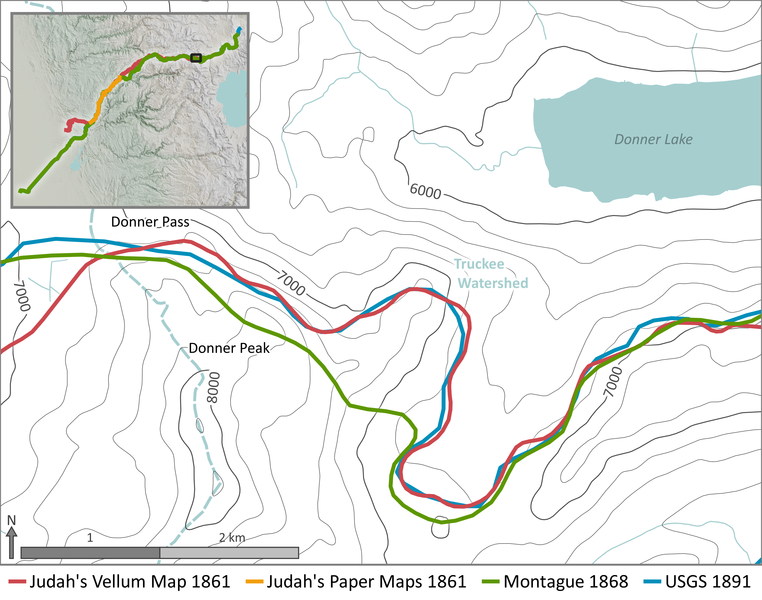 Donner Lake
6000
Donner Pass
Truckee
Watershed
7000
7000
Donner Peak
8000
7000
N
1
2 km
Judah's Vellum Map 1861
Judah's Paper Maps 1861
Montague 1868
USGS 1891